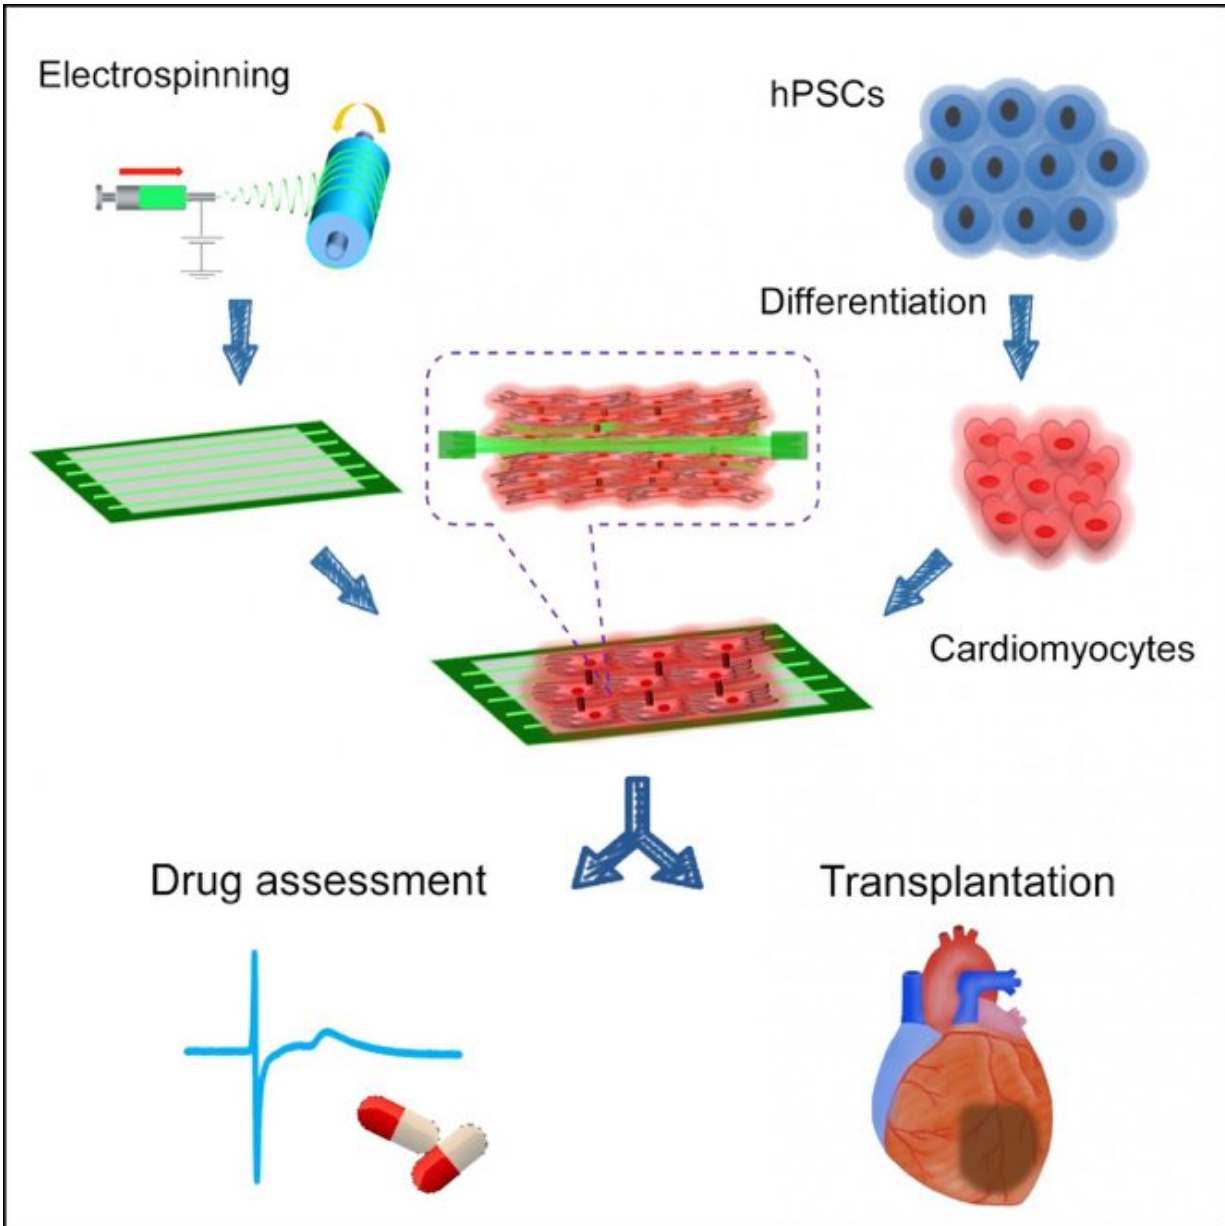 Electrospinning
hPSCs
Differentiation
Cardiomyocytes
Drug assessment
Transplantation